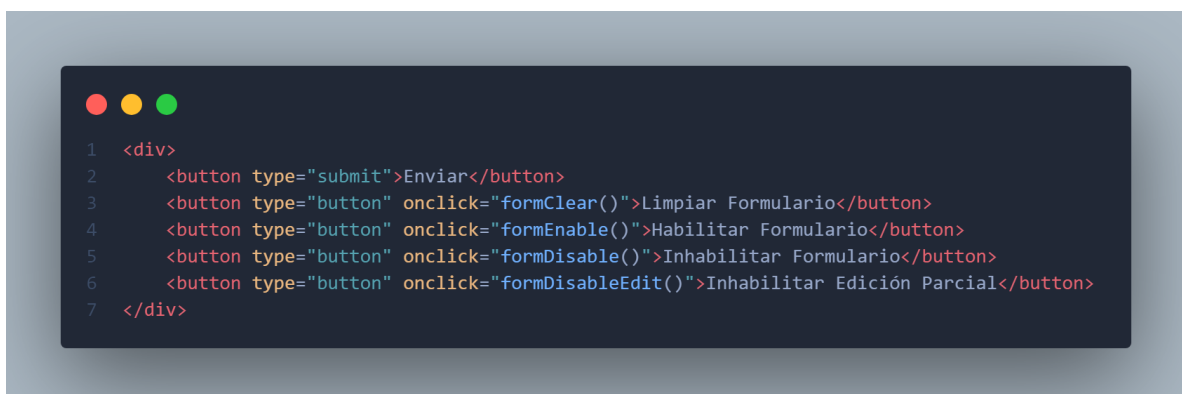 1 <div>
2 <button type="submit">Enviar</button>
3 <button type="button" onclick="formClear()">Limpiar Formulario</button>
4 <button type="button" onclick="formEnable()">Habilitar Formulario</button>
5 <button type="button" onclick="formDisable()">Inhabilitar Formulario</button>
6 <button type="button" onclick="formDisableEdit()">Inhabilitar Edición Parcial</button>
7 </div>